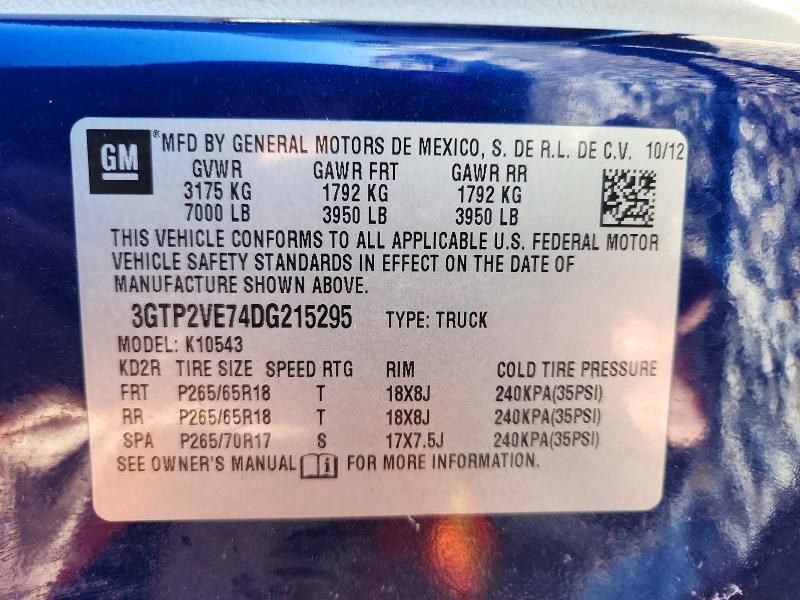 GM ®MFD BY GENERAL MOTORS DE MEXICO, S. DE R.L. DE C.V. 10/12
GVWR GAWR FRT GAWR RR
3175 KG 1792 KG 1792 KG
7000 LB 3950 LB 3950 LB
THIS VEHICLE CONFORMS TO ALL APPLICABLE U.S. FEDERAL MOTOR
VEHICLE SAFETY STANDARDS IN EFFECT ON THE DATE OF
MANUFACTURE SHOWN ABOVE.
3GTP2VE74DG215295 TYPE: TRUCK
MODEL: K10543
KD2R TIRE SIZE SPEED RTG RIM COLD TIRE PRESSURE
FRT P265/65R18 T 18X8J 240KPA(35PSI)
RR P265/65R18 T 18X8J 240KPA(35PSI)
SPA P265/70R17 S 17X7.5J 240KPA(35PSI)
SEE OWNER'S MANUAL i FOR MORE INFORMATION.